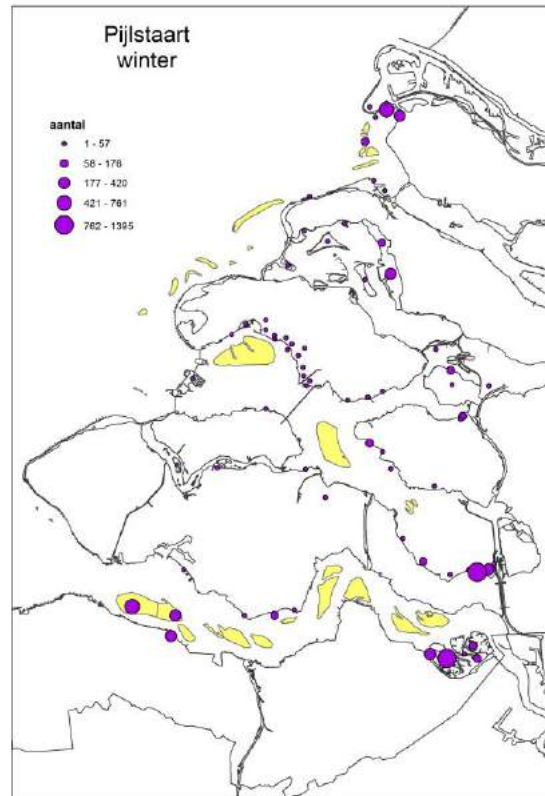 Pijlstaart
winter
aantal
1 - 57
58 - 176
177 - 420
421 - 761
762 - 1395